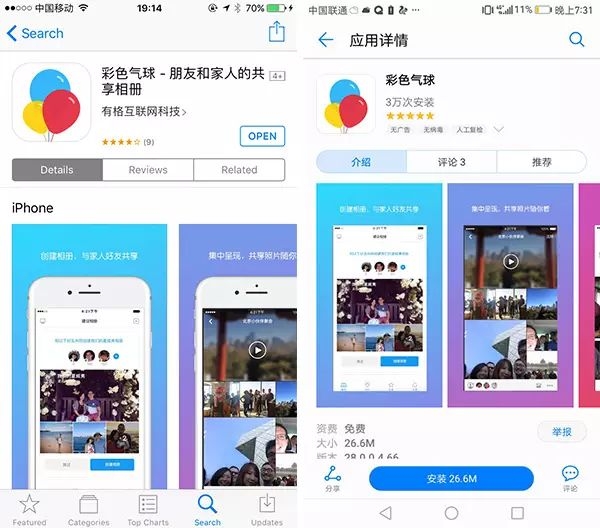 中国移动 19:14 70%
Search
彩色气球 - 朋友和家人的共享相册
4+
有格互联网科技>
(9)
OPEN
Details Reviews Related
iPhone
创建相册，与家人好友共享
集中呈现，共享照片随你
Featured Categories Top Charts Search Updates
中国联通 11% 晚上7:31
应用详情
彩色气球
3万次安装
无广告 无病毒 人工复检
介绍 评论 3 推荐
创建相册，与家人好友共享
集中呈现，共享照片随你看
资费 免费
大小 26.6M
版本 28.0.0.4.66
举报
分享
安装 26.6M
评论